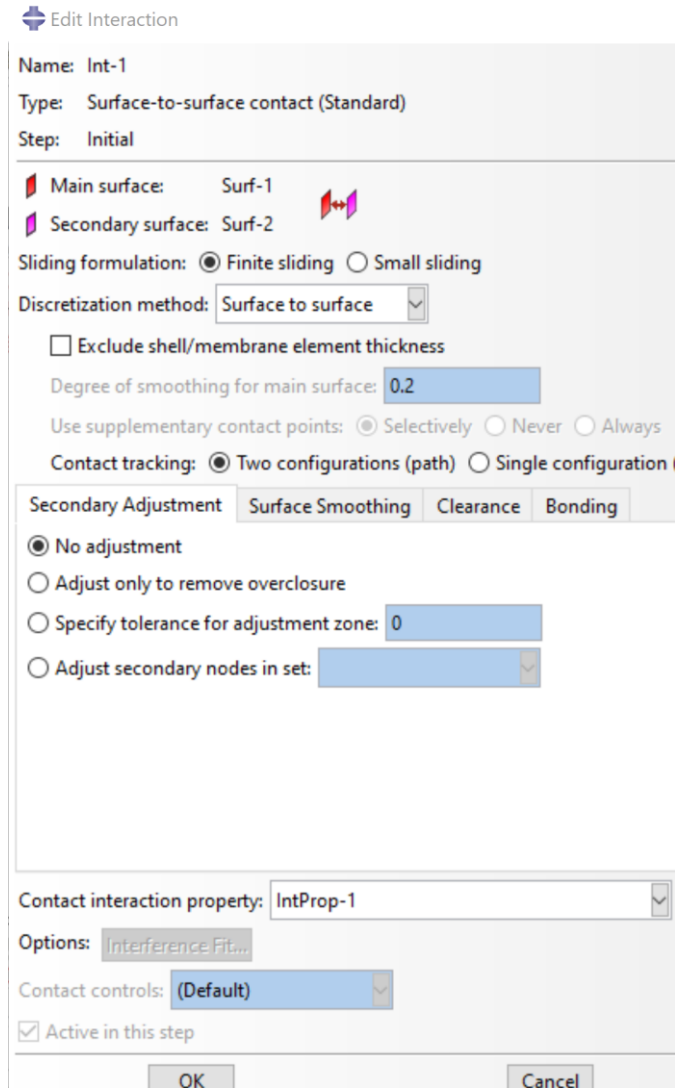 Edit Interaction
Name: Int-1
Type: Surface-to-surface contact (Standard)
Step: Initial
Main surface: Surf-1
Secondary surface: Surf-2
Sliding formulation: Finite sliding Small sliding
Discretization method: Surface to surface
Exclude shell/membrane element thickness
Degree of smoothing for main surface: 0.2
Use supplementary contact points: Selectively Never Always
Contact tracking: Two configurations (path) Single configuration (
Secondary Adjustment Surface Smoothing Clearance Bonding
No adjustment
Adjust only to remove overclosure
Specify tolerance for adjustment zone: 0
Adjust secondary nodes in set:
Contact interaction property: IntProp-1
Options: Interference Fit...
Contact controls: (Default)
Active in this step
OK Cancel